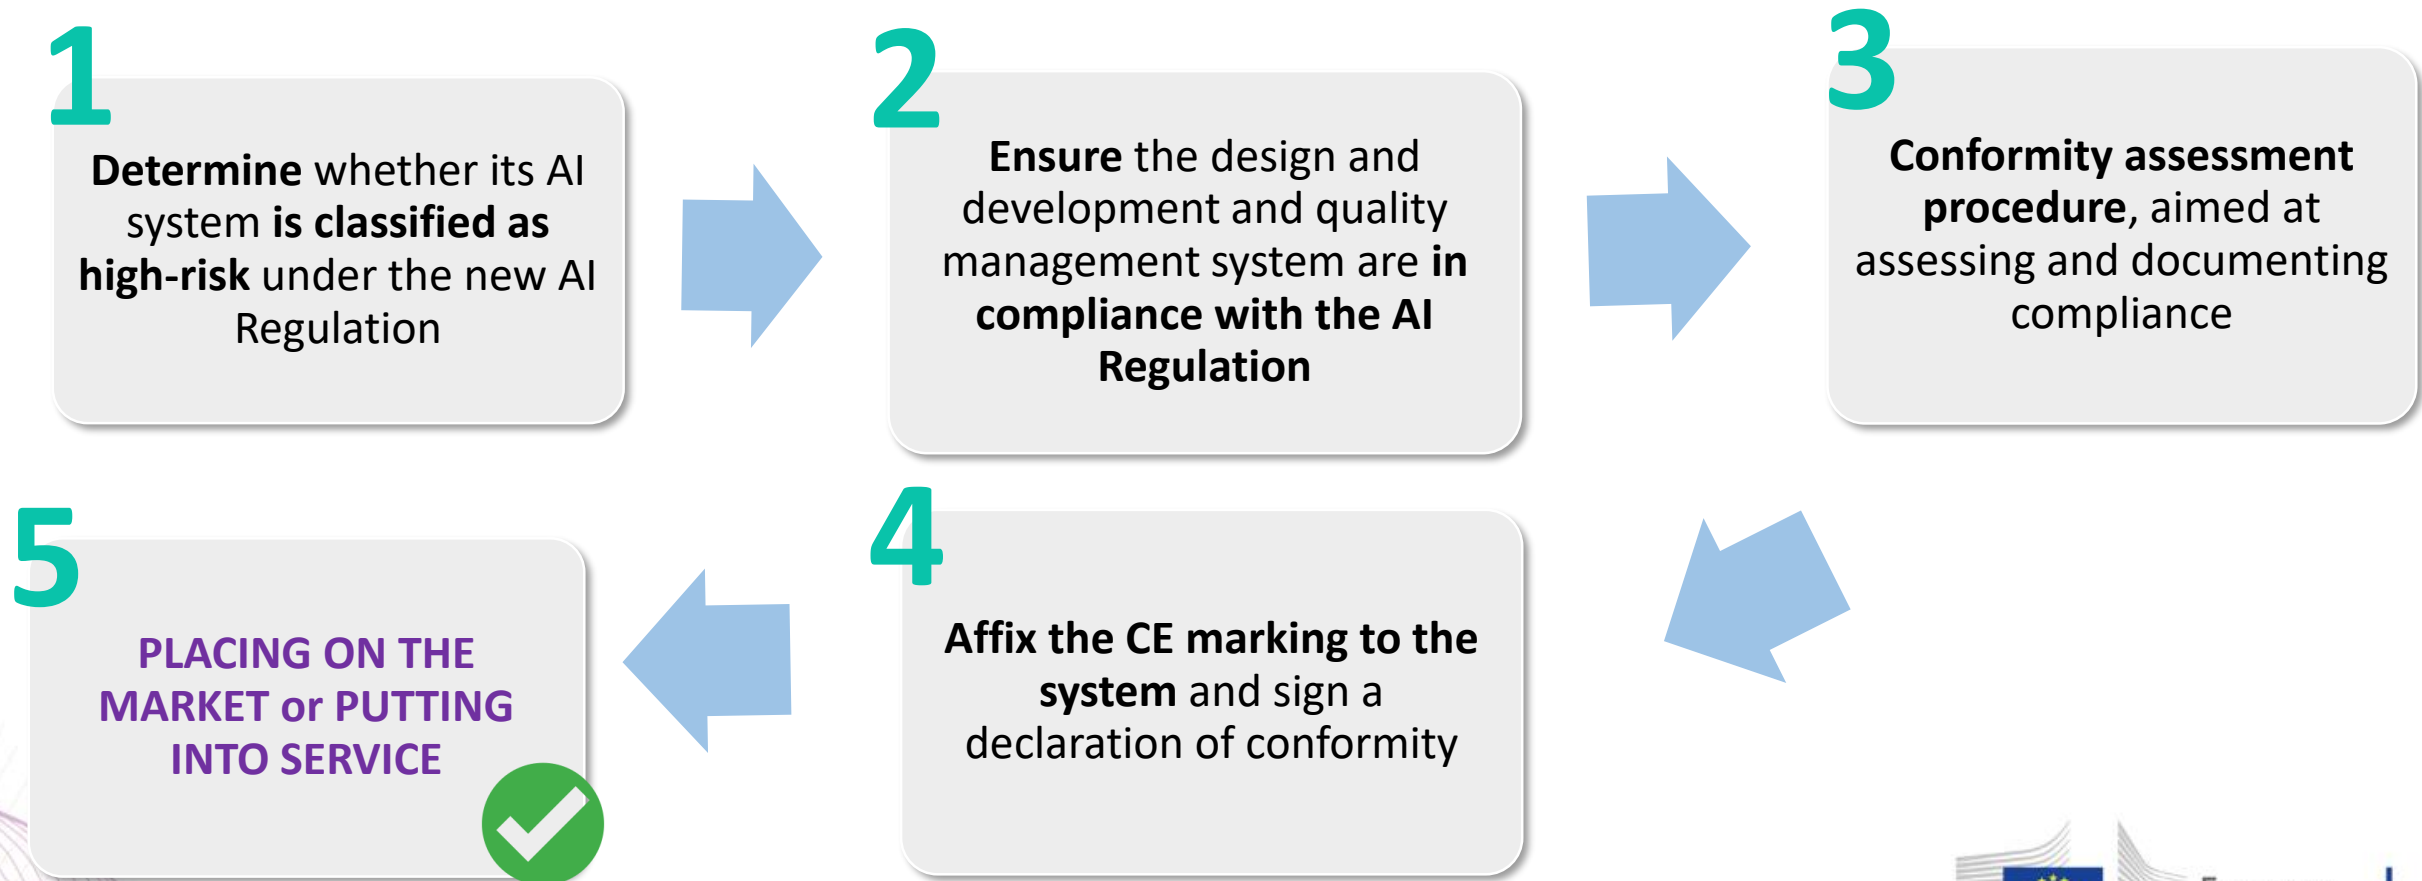 1
Determine whether its AI
system is classified as
high-risk under the new AI
Regulation
2
Ensure the design and
development and quality
management system are in
compliance with the AI
Regulation
3
Conformity assessment
procedure, aimed at
assessing and documenting
compliance
4
Affix the CE marking to the
system and sign a
declaration of conformity
5
PLACING ON THE
MARKET or PUTTING
INTO SERVICE